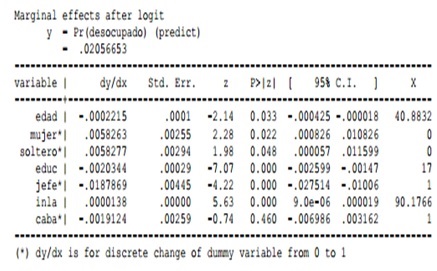 Marginal effects after logit
y = Pr(desocupado) (predict)
= .02056653
variable | dy/dx Std. Err. z P>|z| [ 95% C.I. ] X
edad | -.0002215 .0001 -2.14 0.033 -.000425 -.000018 40.8832
mujer*| .0058263 .00255 2.28 0.022 .000826 .010826 0
soltero*| .0058277 .00294 1.98 0.048 .000057 .011599 0
educ | -.0020344 .00029 -7.07 0.000 -.002599 -.00147 17
jefe*| -.0187869 .00445 -4.22 0.000 -.027514 -.01006 1
inla | .0000138 .00000 5.63 0.000 9.0e-06 .000019 90.1766
caba*| -.0019124 .00259 -0.74 0.460 -.006986 .003162 1
(*) dy/dx is for discrete change of dummy variable from 0 to 1